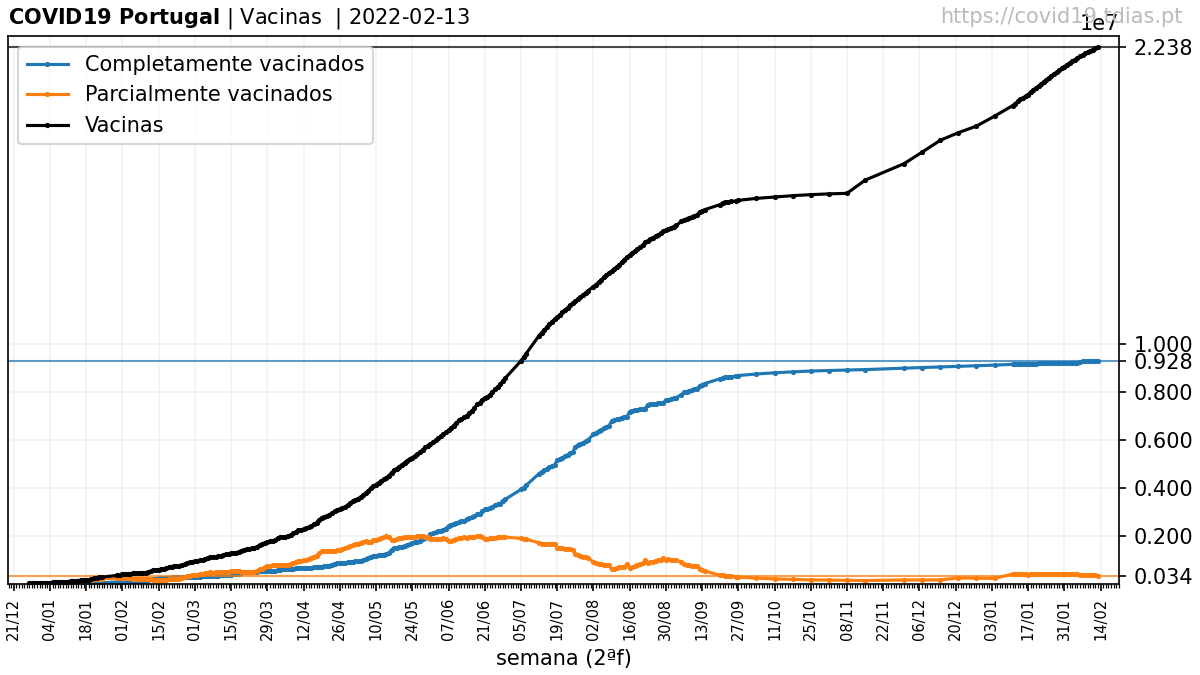 COVID19 Portugal | Vacinas | 2022-02-13
https://covid19.tdias.pt
1e7
Completamente vacinados
Parcialmente vacinados
Vacinas
2.238
1.000
0.928
0.800
0.600
0.400
0.200
0.034
21/12 04/01 18/01 01/02 15/02 01/03 15/03 29/03 12/04 26/04 10/05 24/05 07/06 21/06 05/07 19/07 02/08 16/08 30/08 13/09 27/09 11/10 25/10 08/11 22/11 06/12 20/12 03/01 17/01 31/01 14/02
semana (2ªf)